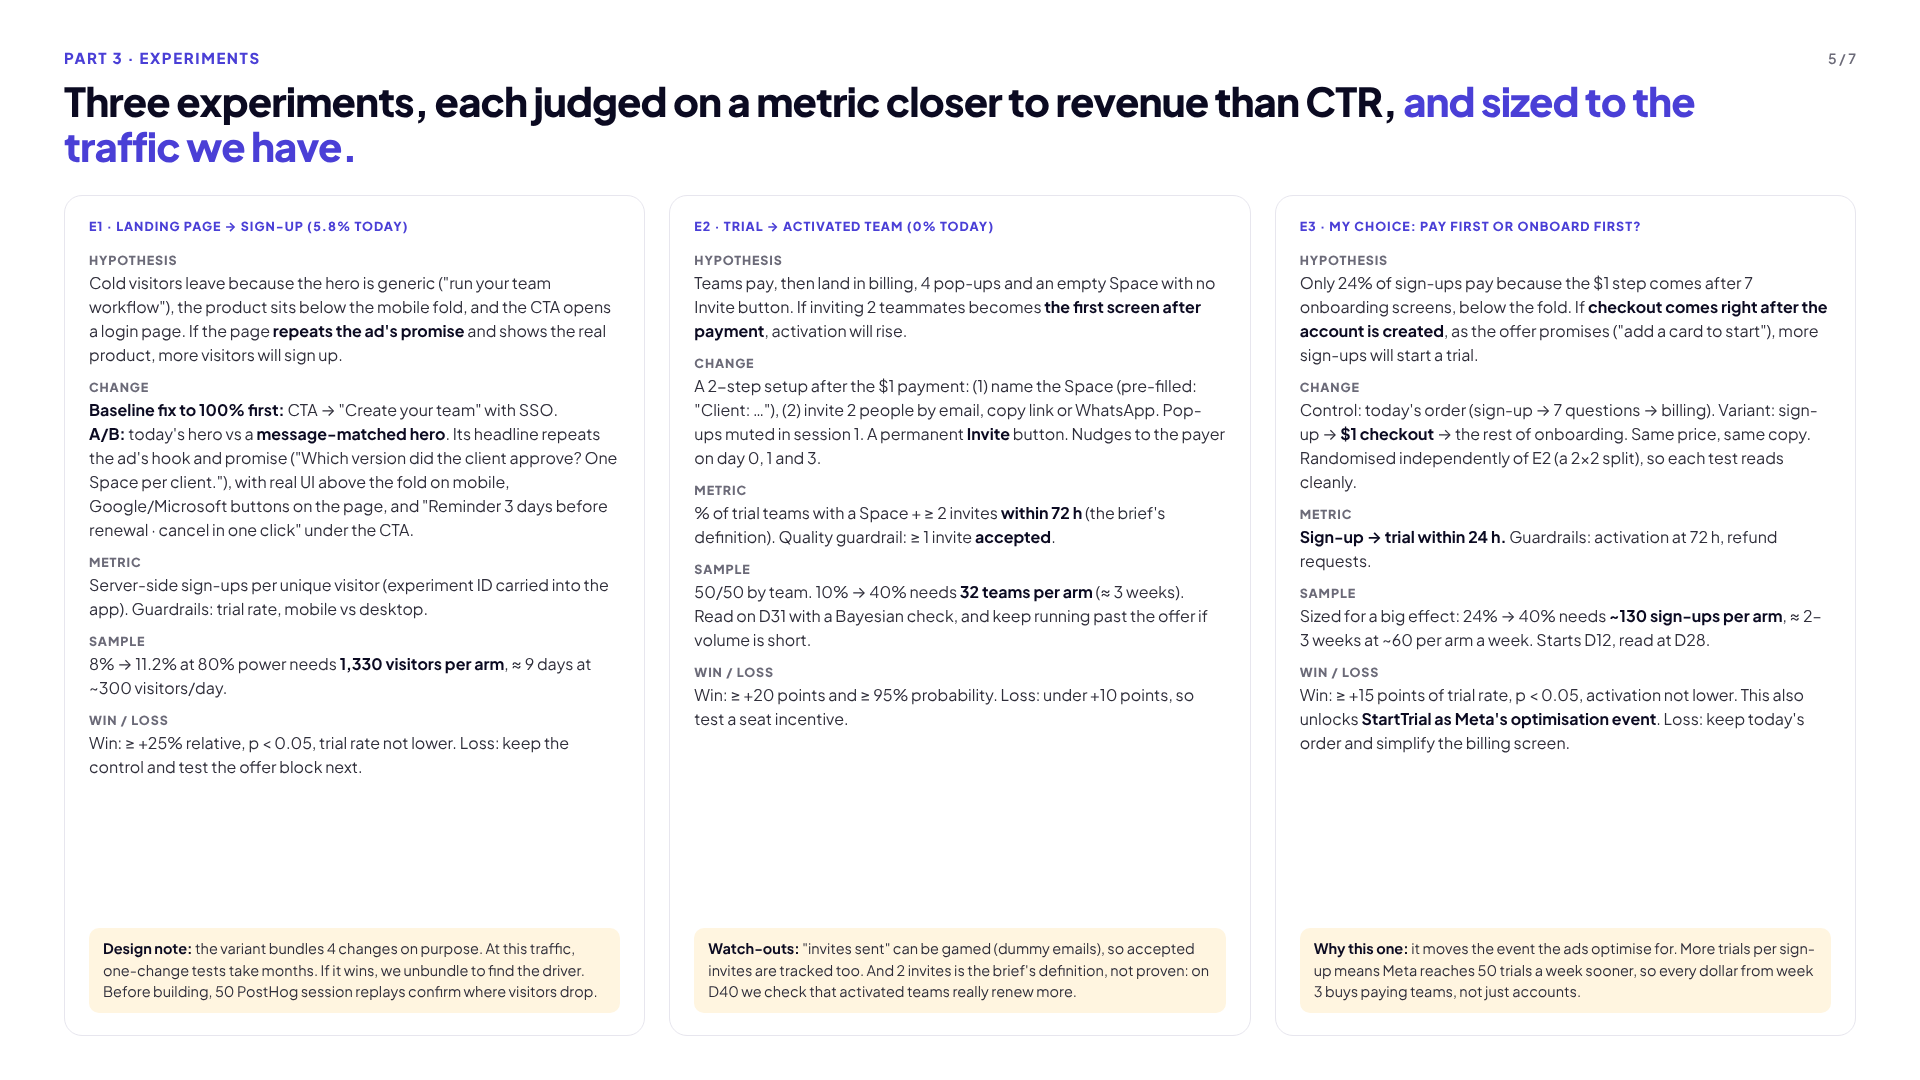 PART 3 · EXPERIMENTS
5 / 7
Three experiments, each judged on a metric closer to revenue than CTR, and sized to the
traffic we have.
E1 · LANDING PAGE → SIGN-UP (5.8% TODAY)
HYPOTHESIS
Cold visitors leave because the hero is generic ("run your team
workflow"), the product sits below the mobile fold, and the CTA opens
a login page. If the page repeats the ad's promise and shows the real
product, more visitors will sign up.
CHANGE
Baseline fix to 100% first: CTA → "Create your team" with SSO.
A/B: today's hero vs a message-matched hero. Its headline repeats
the ad's hook and promise ("Which version did the client approve? One
Space per client."), with real UI above the fold on mobile,
Google/Microsoft buttons on the page, and "Reminder 3 days before
renewal · cancel in one click" under the CTA.
METRIC
Server-side sign-ups per unique visitor (experiment ID carried into the
app). Guardrails: trial rate, mobile vs desktop.
SAMPLE
8% → 11.2% at 80% power needs 1,330 visitors per arm, ≈ 9 days at
~300 visitors/day.
WIN / LOSS
Win: ≥ +25% relative, p < 0.05, trial rate not lower. Loss: keep the
control and test the offer block next.
Design note: the variant bundles 4 changes on purpose. At this traffic,
one-change tests take months. If it wins, we unbundle to find the driver.
Before building, 50 PostHog session replays confirm where visitors drop.
E2 · TRIAL → ACTIVATED TEAM (0% TODAY)
HYPOTHESIS
Teams pay, then land in billing, 4 pop-ups and an empty Space with no
Invite button. If inviting 2 teammates becomes the first screen after
payment, activation will rise.
CHANGE
A 2-step setup after the $1 payment: (1) name the Space (pre-filled:
"Client: …"), (2) invite 2 people by email, copy link or WhatsApp. Pop-
ups muted in session 1. A permanent Invite button. Nudges to the payer
on day 0, 1 and 3.
METRIC
% of trial teams with a Space + ≥ 2 invites within 72 h (the brief's
definition). Quality guardrail: ≥ 1 invite accepted.
SAMPLE
50/50 by team. 10% → 40% needs 32 teams per arm (≈ 3 weeks).
Read on D31 with a Bayesian check, and keep running past the offer if
volume is short.
WIN / LOSS
Win: ≥ +20 points and ≥ 95% probability. Loss: under +10 points, so
test a seat incentive.
Watch-outs: "invites sent" can be gamed (dummy emails), so accepted
invites are tracked too. And 2 invites is the brief's definition, not proven: on
D40 we check that activated teams really renew more.
E3 · MY CHOICE: PAY FIRST OR ONBOARD FIRST?
HYPOTHESIS
Only 24% of sign-ups pay because the $1 step comes after 7
onboarding screens, below the fold. If checkout comes right after the
account is created, as the offer promises ("add a card to start"), more
sign-ups will start a trial.
CHANGE
Control: today's order (sign-up → 7 questions → billing). Variant: sign-
up → $1 checkout → the rest of onboarding. Same price, same copy.
Randomised independently of E2 (a 2×2 split), so each test reads
cleanly.
METRIC
Sign-up → trial within 24 h. Guardrails: activation at 72 h, refund
requests.
SAMPLE
Sized for a big effect: 24% → 40% needs ~130 sign-ups per arm, ≈ 2–
3 weeks at ~60 per arm a week. Starts D12, read at D28.
WIN / LOSS
Win: ≥ +15 points of trial rate, p < 0.05, activation not lower. This also
unlocks StartTrial as Meta's optimisation event. Loss: keep today's
order and simplify the billing screen.
Why this one: it moves the event the ads optimise for. More trials per sign-
up means Meta reaches 50 trials a week sooner, so every dollar from week
3 buys paying teams, not just accounts.